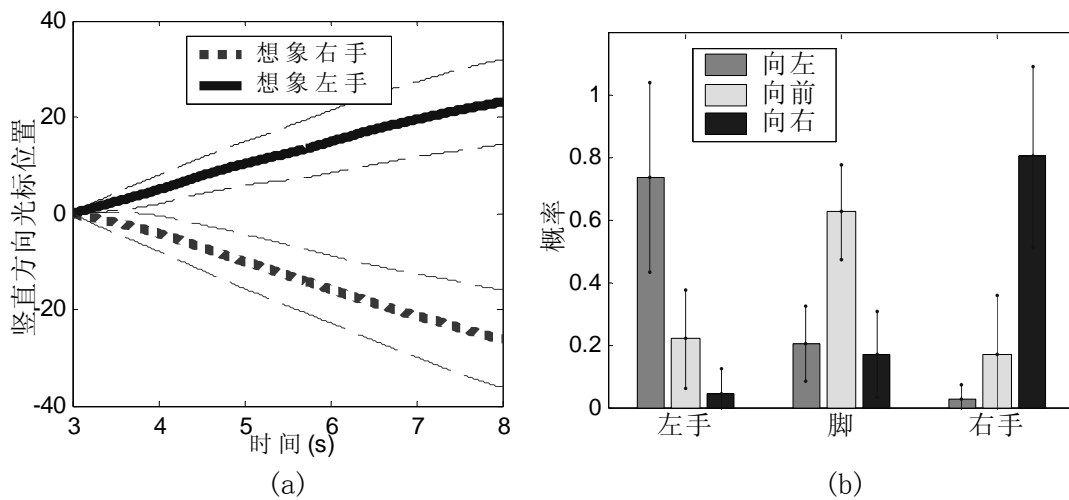 40
20
0
-20
-40
竖直方向光标位置
想象右手
想象左手
3 4 5 6 7 8
时间(s)
(a)
1
0.8
0.6
0.4
0.2
0
概率
向左
向前
向右
左手 脚 右手
(b)